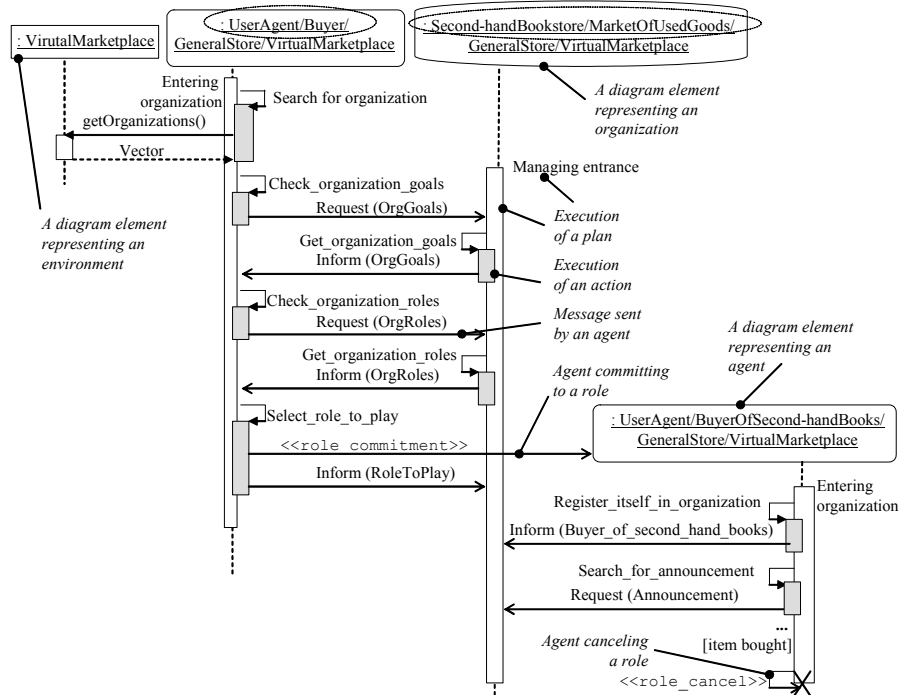 : VirutalMarketplace
: UserAgent/Buyer/
GeneralStore/VirtualMarketplace
: Second-handBookstore/MarketOfUsedGoods/
GeneralStore/VirtualMarketplace
Entering
organization
Search for organization
getOrganizations()
Vector
A diagram element
representing an
organization
Managing entrance
Check_organization_goals
Request (OrgGoals)
A diagram element
representing an
environment
Execution
of a plan
Get_organization_goals
Inform (OrgGoals)
Execution
of an action
Check_organization_roles
Request (OrgRoles)
Message sent
by an agent
A diagram element
representing an
agent
Get_organization_roles
Inform (OrgRoles)
Agent committing
to a role
Select_role_to_play
<<role commitment>>
: UserAgent/BuyerOfSecond-handBooks/
GeneralStore/VirtualMarketplace
Inform (RoleToPlay)
Entering
organization
Register_itself_in_organization
Inform (Buyer_of_second_hand_books)
Search_for_announcement
Request (Announcement)
...
Agent canceling
a role
[item bought]
<<role_cancel>>